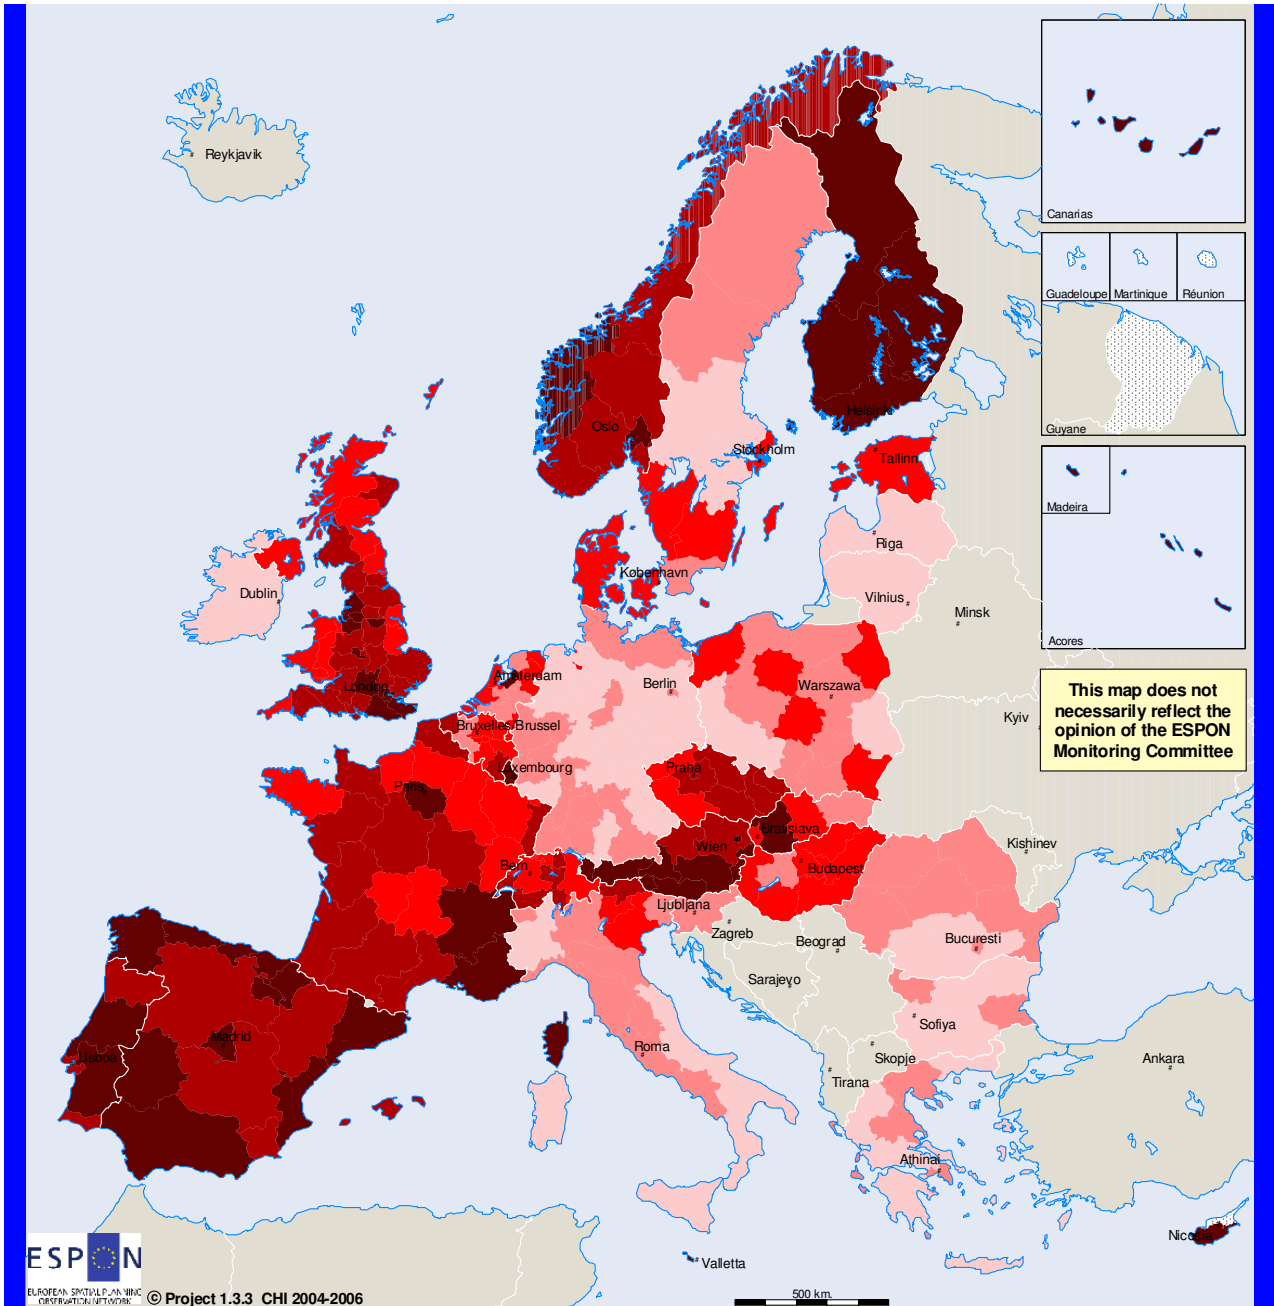 Reykjavik
Canarias
Guadeloupe
Martinique
Réunion
Guyane
Helsinki
Oslo
Stockholm
Tallinn
Madeira
Riga
København
Dublin
Vilnius
Minsk
Acores
Amsterdam
London
Berlin
Warszawa
This map does not
necessarily reflect the
opinion of the ESPON
Monitoring Committee
Kyiv
Bruxelles/Brussel
Luxembourg
Praha
Paris
Bratislava
Wien
Kishinev
Bern
Budapest
Ljubljana
Zagreb
Beograd
Bucuresti
Sarajevo
Madrid
Sofiya
Lisboa
Roma
Skopje
Ankara
Tirana
Athinai
Nicosia
Valletta
ESPON
EUROPEAN SPATIAL PLANNING
OBSERVATION NETWORK
© Project 1.3.3 CHI 2004-2006
500 km.